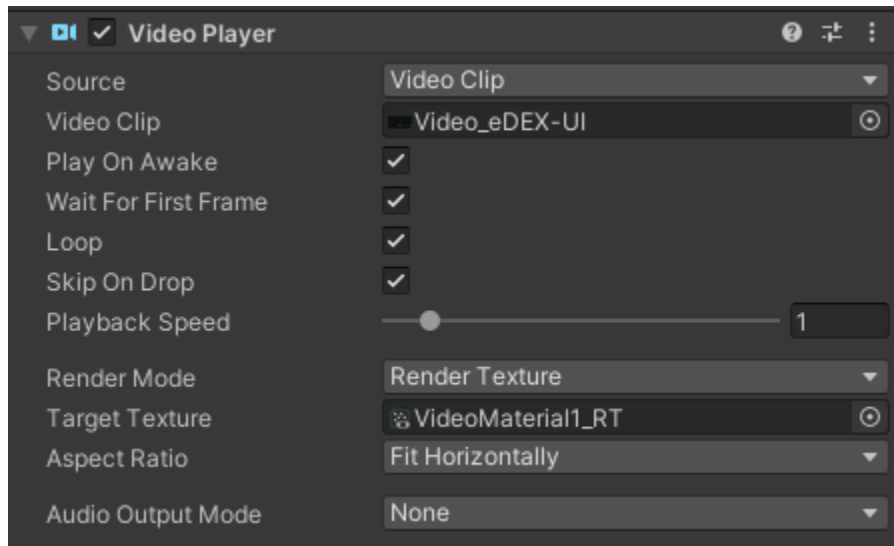 Video Player
Source Video Clip
Video Clip Video_eDEX-UI
Play On Awake
Wait For First Frame
Loop
Skip On Drop
Playback Speed 1
Render Mode Render Texture
Target Texture VideoMaterial1_RT
Aspect Ratio Fit Horizontally
Audio Output Mode None